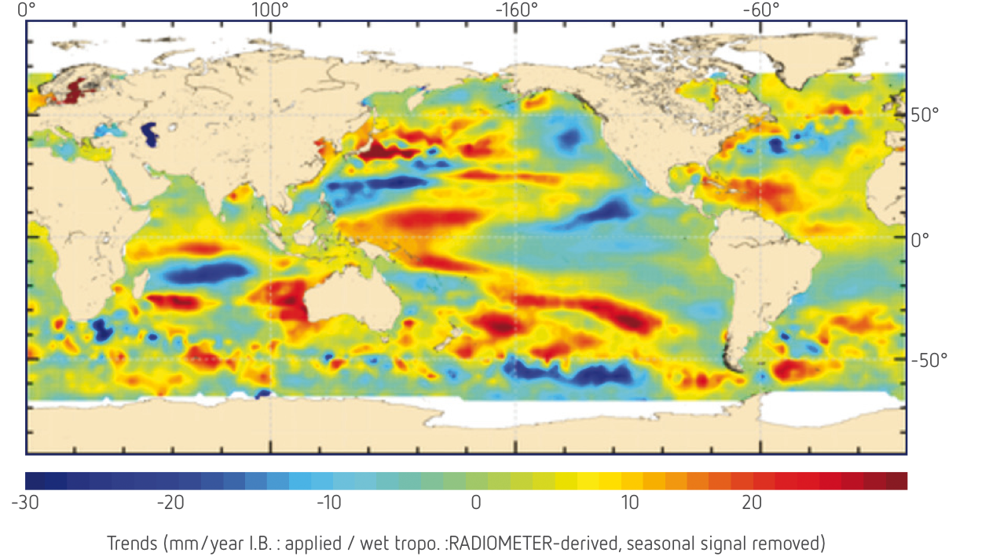 0° 100° -160° -60°
50°
0°
-50°
-30 -20 -10 0 10 20
Trends (mm/year I.B. : applied / wet tropo. :RADIOMETER-derived, seasonal signal removed)